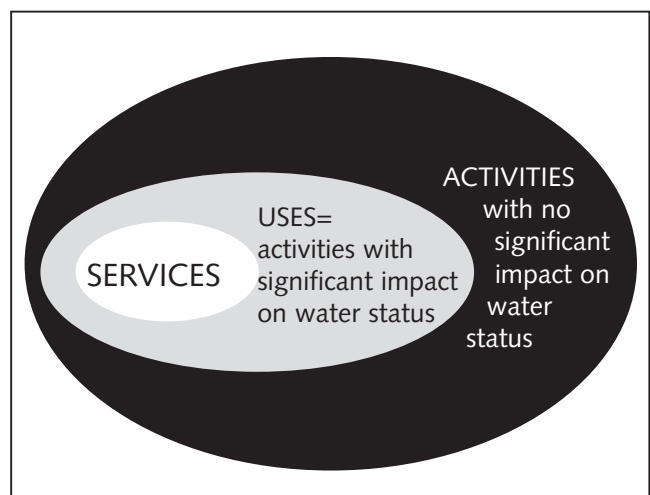 SERVICES
USES=
activities with
significant impact
on water status
ACTIVITIES
with no
significant
impact on
water
status